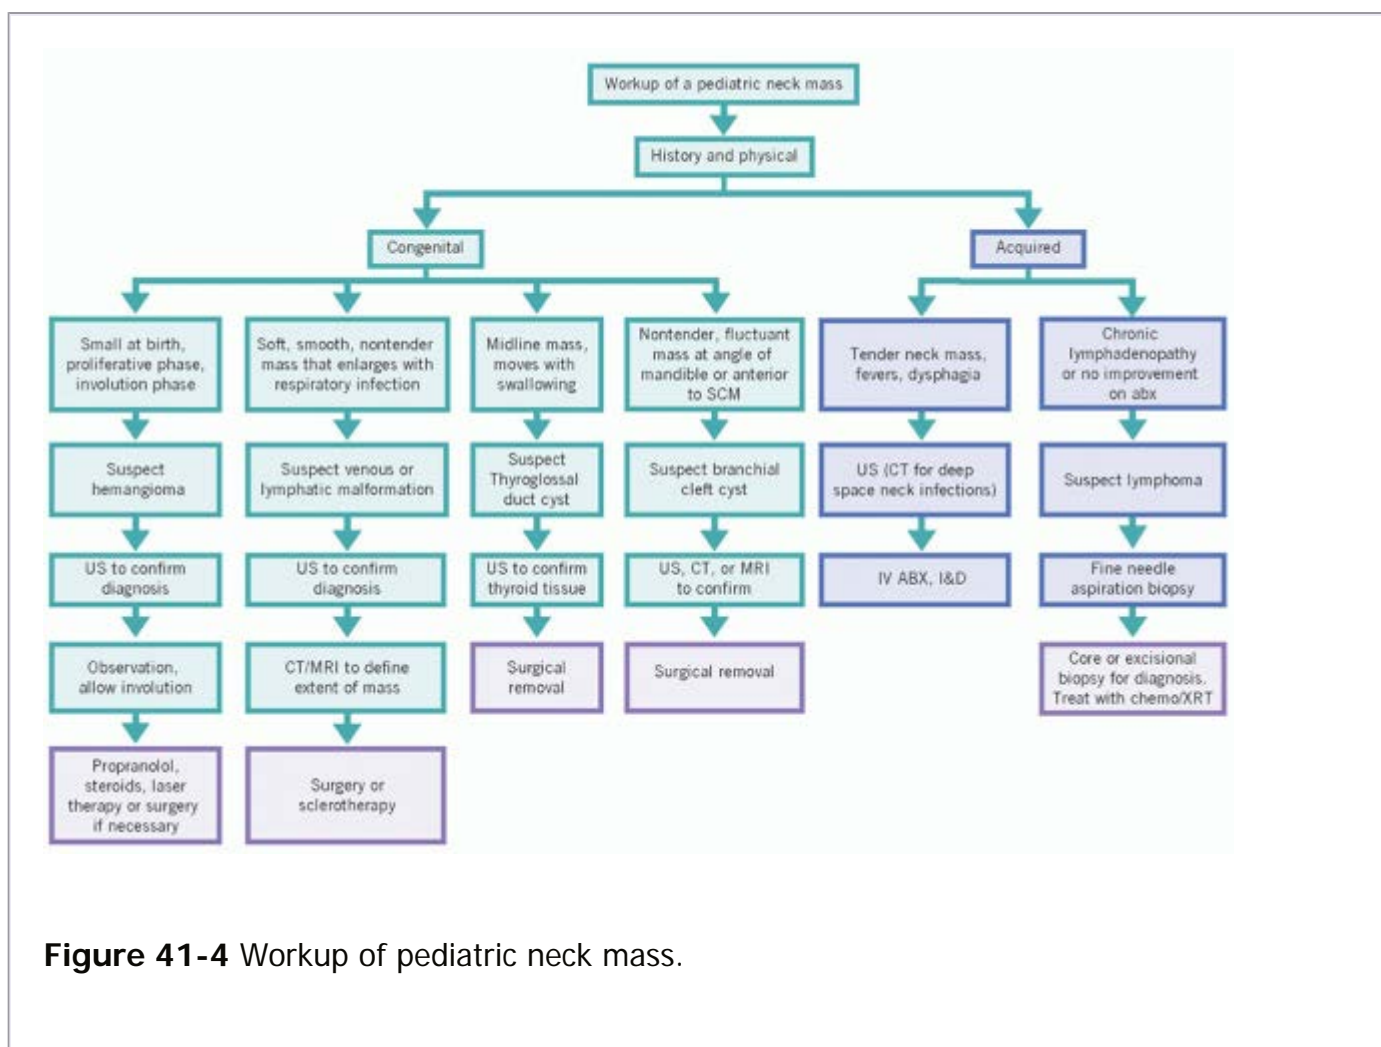 Workup of a pediatric neck mass
History and physical
Congenital
Acquired
Small at birth,
proliferative phase,
involution phase
Soft, smooth, nontender
mass that enlarges with
respiratory infection
Midline mass,
moves with
swallowing
Nontender, fluctuant
mass at angle of
mandible or anterior
to SCM
Tender neck mass,
fevers, dysphagia
Chronic
lymphadenopathy
or no improvement
on abx
Suspect
hemangioma
Suspect venous or
lymphatic malformation
Suspect
Thyroglossal
duct cyst
Suspect branchial
cleft cyst
US (CT for deep
space neck infections)
Suspect lymphoma
US to confirm
diagnosis
US to confirm
diagnosis
US to confirm
thyroid tissue
US, CT, or MRI
to confirm
IV ABX, I&D
Fine needle
aspiration biopsy
Observation,
allow involution
CT/MRI to define
extent of mass
Surgical
removal
Surgical removal
Core or excisional
biopsy for diagnosis.
Treat with chemo/XRT
Propranolol,
steroids, laser
therapy or surgery
if necessary
Surgery or
sclerotherapy
Figure 41-4 Workup of pediatric neck mass.